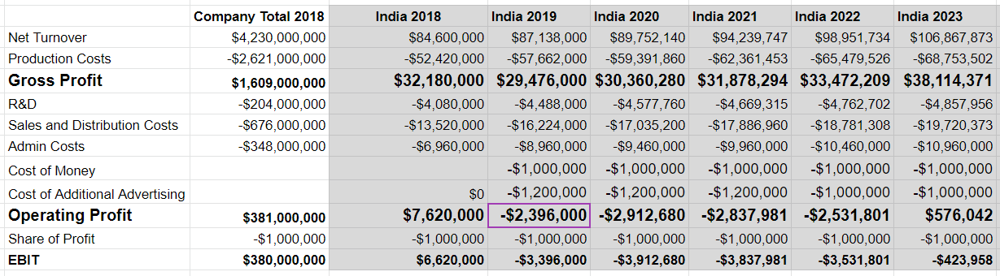 Company Total 2018 India 2018 India 2019 India 2020 India 2021 India 2022 India 2023
Net Turnover $4,230,000,000 $84,600,000 $87,138,000 $89,752,140 $94,239,747 $98,951,734 $106,867,873
Production Costs -$2,621,000,000 -$52,420,000 -$57,662,000 -$59,391,860 -$62,361,453 -$65,479,526 -$68,753,502
Gross Profit $1,609,000,000 $32,180,000 $29,476,000 $30,360,280 $31,878,294 $33,472,209 $38,114,371
R&D -$204,000,000 -$4,080,000 -$4,488,000 -$4,577,760 -$4,669,315 -$4,762,702 -$4,857,956
Sales and Distribution Costs -$676,000,000 -$13,520,000 -$16,224,000 -$17,035,200 -$17,886,960 -$18,781,308 -$19,720,373
Admin Costs -$348,000,000 -$6,960,000 -$8,960,000 -$9,460,000 -$9,960,000 -$10,460,000 -$10,960,000
Cost of Money -$1,000,000 -$1,000,000 -$1,000,000 -$1,000,000 -$1,000,000
Cost of Additional Advertising $0 -$1,200,000 -$1,200,000 -$1,200,000 -$1,000,000 -$1,000,000
Operating Profit $381,000,000 $7,620,000 -$2,396,000 -$2,912,680 -$2,837,981 -$2,531,801 $576,042
Share of Profit -$1,000,000 -$1,000,000 -$1,000,000 -$1,000,000 -$1,000,000 -$1,000,000 -$1,000,000
EBIT $380,000,000 $6,620,000 -$3,396,000 -$3,912,680 -$3,837,981 -$3,531,801 -$423,958